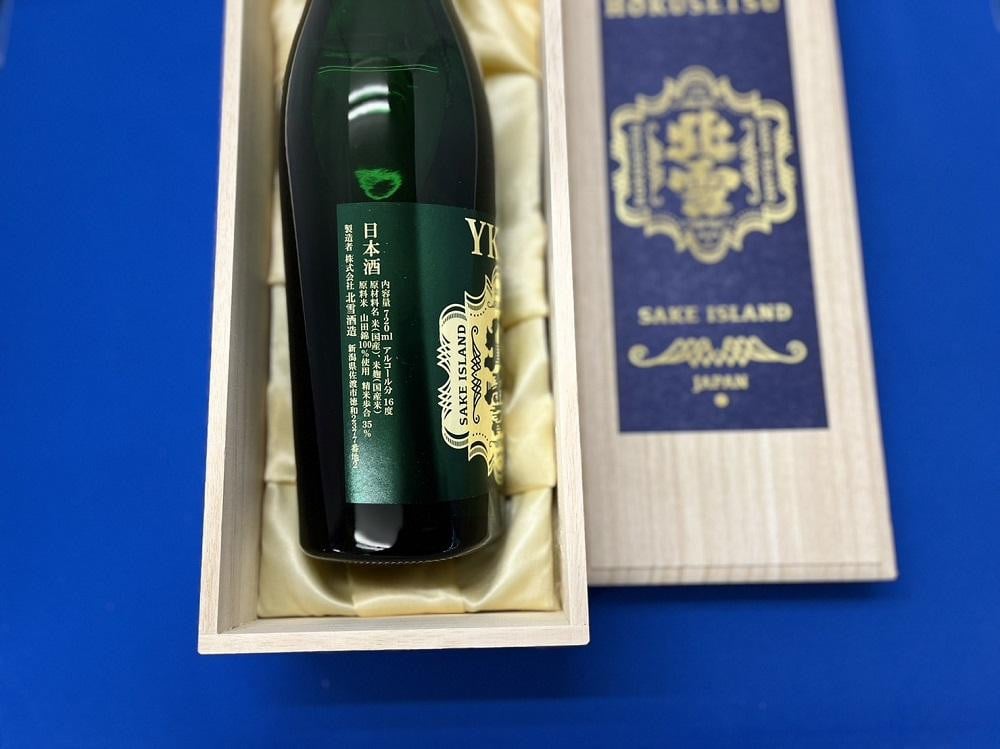 日本酒
内容量 720ml アルコール分 16度
原材料名 米(国産)、米麹(国産米)
原料米 山田錦100%使用 精米歩合 35%
製造者 株式会社 北雪酒造 新潟県佐渡市徳和2377番地2
YK
SAKE ISLAND
HOKUSETSU
北雪
SAKE ISLAND
JAPAN